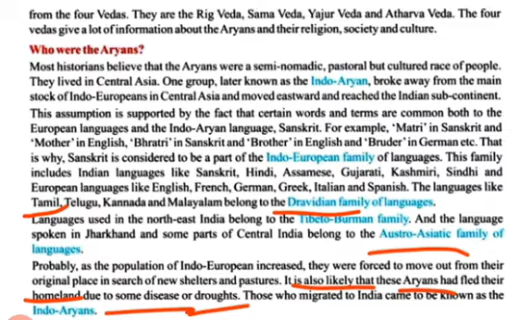 from the four Vedas. They are the Rig Veda, Sama Veda, Yajur Veda and Atharva Veda. The four
vedas give a lot of information about the Aryans and their religion, society and culture.
Who were the Aryans?
Most historians believe that the Aryans were a semi-nomadic, pastoral but cultured race of people.
They lived in Central Asia. One group, later known as the Indo-Aryan, broke away from the main
stock of Indo-Europeans in Central Asia and moved eastward and reached the Indian sub-continent.
This assumption is supported by the fact that certain words and terms are common both to the
European languages and the Indo-Aryan language, Sanskrit. For example, 'Matri' in Sanskrit and
'Mother' in English, 'Bhratri' in Sanskrit and 'Brother' in English and 'Bruder' in German etc. That
is why, Sanskrit is considered to be a part of the Indo-European family of languages. This family
includes Indian languages like Sanskrit, Hindi, Assamese, Gujarati, Kashmiri, Sindhi and
European languages like English, French, German, Greek, Italian and Spanish. The languages like
Tamil, Telugu, Kannada and Malayalam belong to the Dravidian family of languages.
Languages used in the north-east India belong to the Tibeto-Burman family. And the language
spoken in Jharkhand and some parts of Central India belong to the Austro-Asiatic family of
languages.
Probably, as the population of Indo-European increased, they were forced to move out from their
original place in search of new shelters and pastures. It is also likely that these Aryans had fled their
homeland due to some disease or droughts. Those who migrated to India came to be known as the
Indo-Aryans.